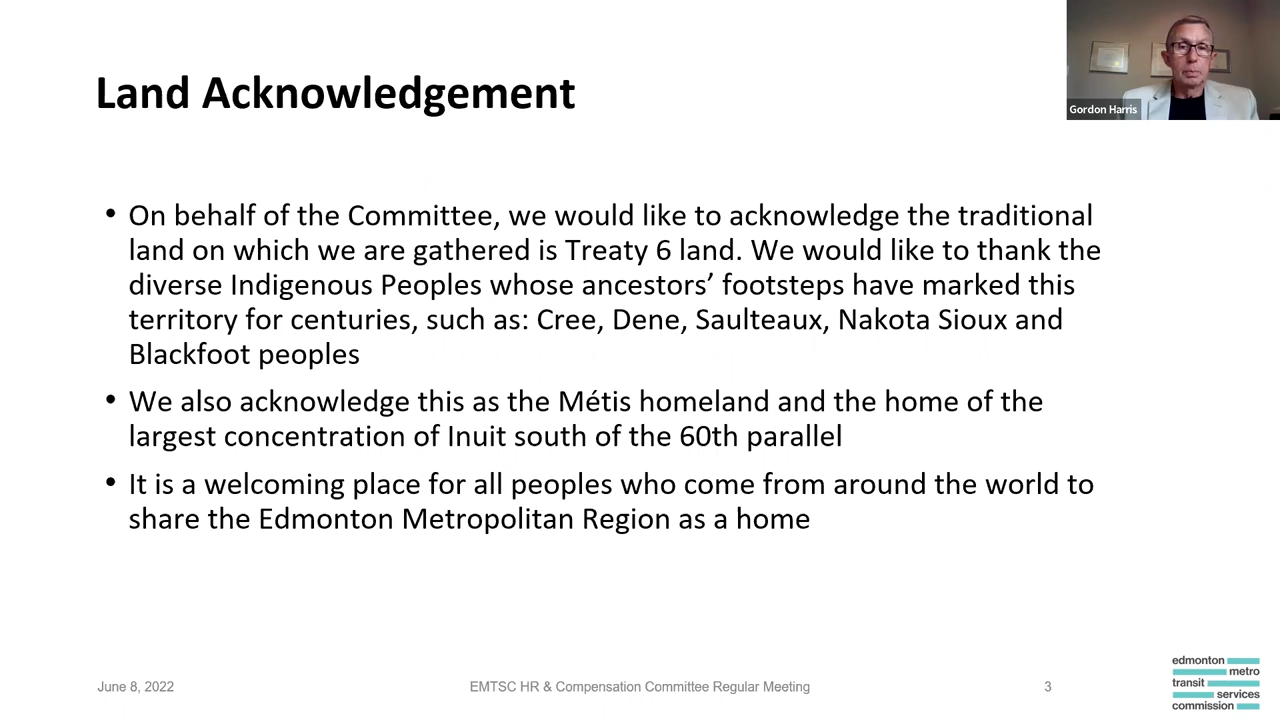 Land Acknowledgement
Gordon Harris
• On behalf of the Committee, we would like to acknowledge the traditional
land on which we are gathered is Treaty 6 land. We would like to thank the
diverse Indigenous Peoples whose ancestors’ footsteps have marked this
territory for centuries, such as: Cree, Dene, Saulteaux, Nakota Sioux and
Blackfoot peoples
• We also acknowledge this as the Métis homeland and the home of the
largest concentration of Inuit south of the 60th parallel
• It is a welcoming place for all peoples who come from around the world to
share the Edmonton Metropolitan Region as a home
June 8, 2022
EMTSC HR & Compensation Committee Regular Meeting
3
edmonton
metro
transit
services
commission